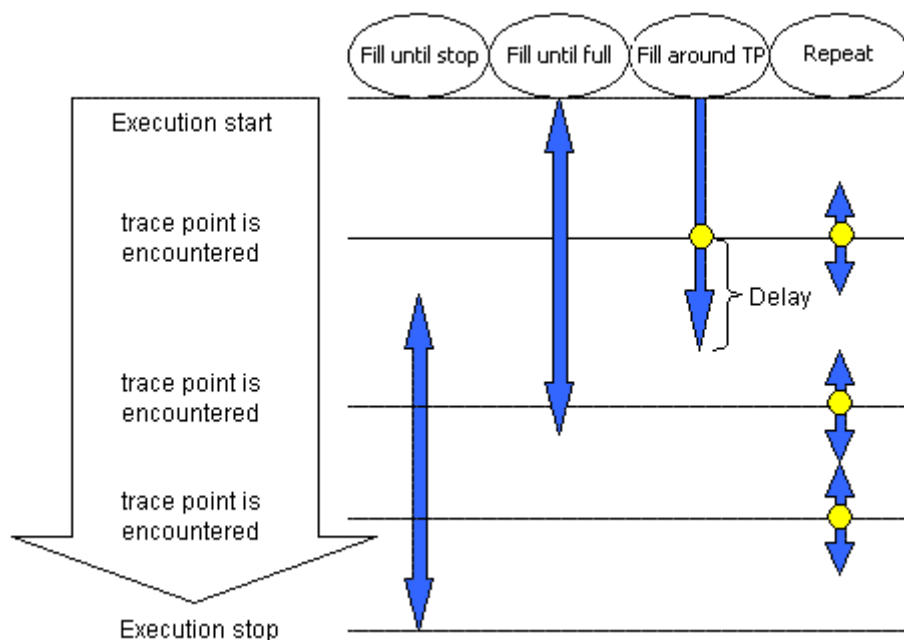 Fill until stop
Fill until full
Fill around TP
Repeat
Execution start
trace point is
encountered
Delay
trace point is
encountered
trace point is
encountered
Execution stop